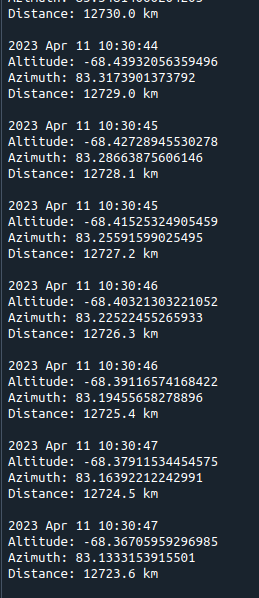 Distance: 12730.0 km
2023 Apr 11 10:30:44
Altitude: -68.43932056359496
Azimuth: 83.3173901373792
Distance: 12729.0 km
2023 Apr 11 10:30:45
Altitude: -68.42728945530278
Azimuth: 83.28663875606146
Distance: 12728.1 km
2023 Apr 11 10:30:45
Altitude: -68.41525324905459
Azimuth: 83.25591599025495
Distance: 12727.2 km
2023 Apr 11 10:30:46
Altitude: -68.40321303221052
Azimuth: 83.22522455265933
Distance: 12726.3 km
2023 Apr 11 10:30:46
Altitude: -68.39116574168422
Azimuth: 83.19455658278896
Distance: 12725.4 km
2023 Apr 11 10:30:47
Altitude: -68.37911534454575
Azimuth: 83.16392212242991
Distance: 12724.5 km
2023 Apr 11 10:30:47
Altitude: -68.36705959296985
Azimuth: 83.1333153915501
Distance: 12723.6 km